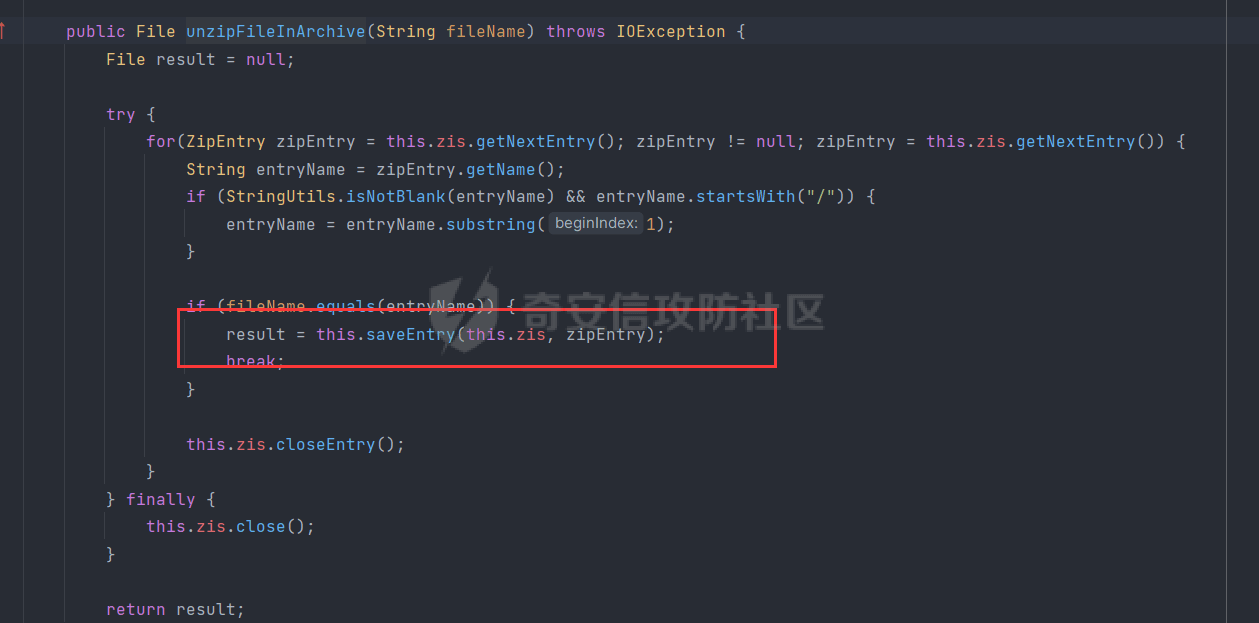 public File unzipFileInArchive(String fileName) throws IOException {
File result = null;
try {
for(ZipEntry zipEntry = this.zis.getNextEntry(); zipEntry != null; zipEntry = this.zis.getNextEntry()) {
String entryName = zipEntry.getName();
if (StringUtils.isNotBlank(entryName) && entryName.startsWith("/")) {
entryName = entryName.substring( beginIndex: 1);
}
if (fileName.equals(entryName)) {
奇安信攻防社区
result = this.saveEntry(this.zis, zipEntry);
break;
}
this.zis.closeEntry();
}
} finally {
this.zis.close();
}
return result;